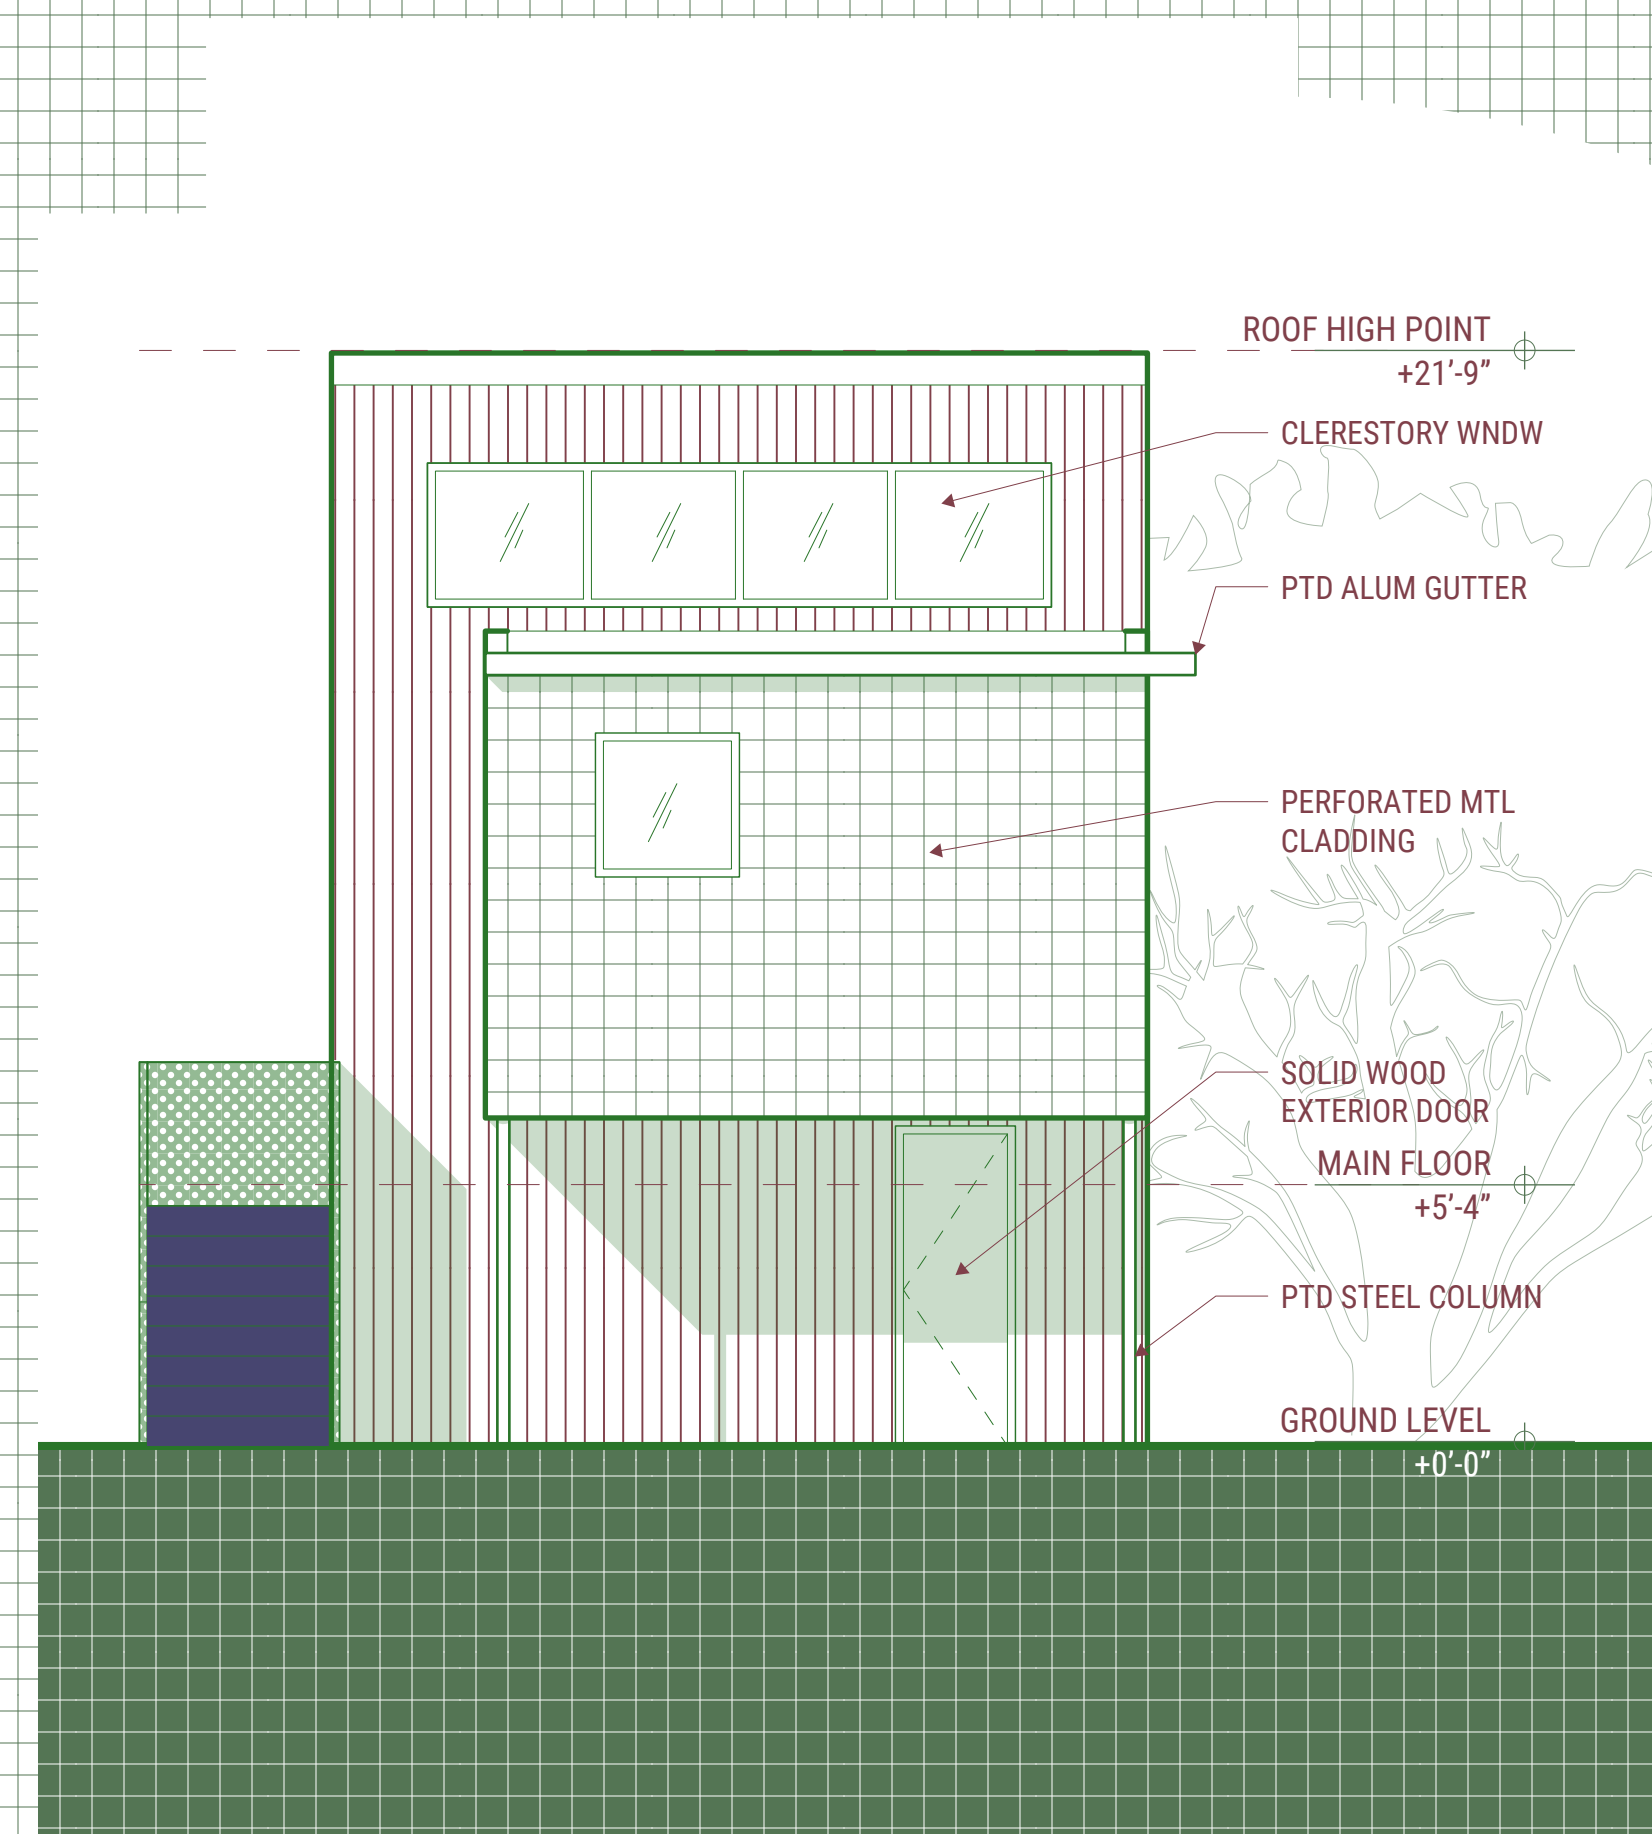 ROOF HIGH POINT
+21’-9”
CLERESTORY WNDW
PTD ALUM GUTTER
PERFORATED MTL
CLADDING
SOLID WOOD
EXTERIOR DOOR
MAIN FLOOR
+5’-4”
PTD STEEL COLUMN
GROUND LEVEL
+0’-0”